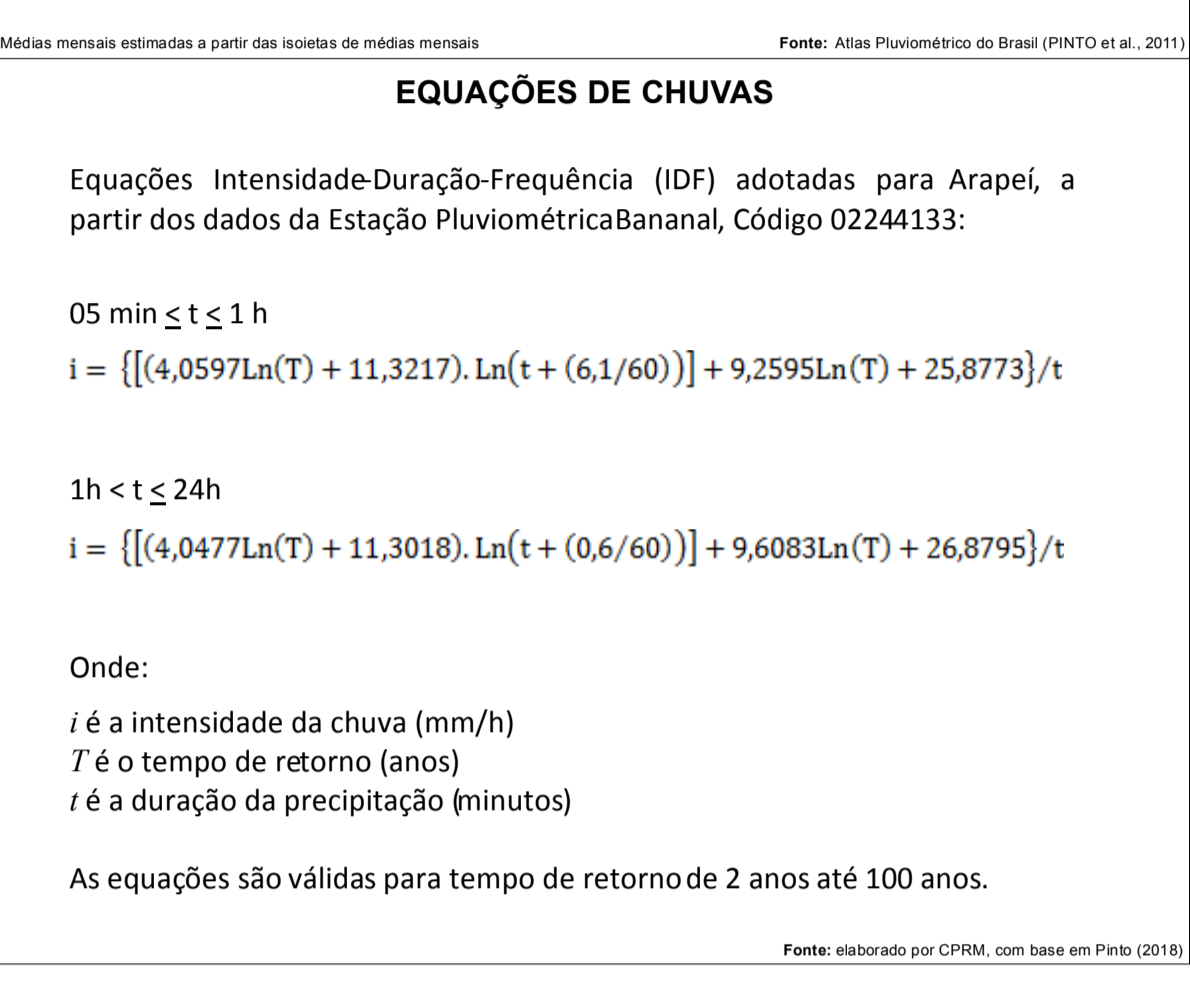 Médias mensais estimadas a partir das isoietas de médias mensais
Fonte: Atlas Pluviométrico do Brasil (PINTO et al., 2011)
EQUAÇÕES DE CHUVAS
Equações Intensidade-Duração-Frequência (IDF) adotadas para Arapeí, a
partir dos dados da Estação PluviométricaBananal, Código 02244133:
05 min ≤ t ≤ 1 h
i = {[(4,0597Ln(T) + 11,3217). Ln(t + (6,1/60))] + 9,2595Ln(T) + 25,8773}/t
1h < t ≤ 24h
i = {[(4,0477Ln(T) + 11,3018). Ln(t + (0,6/60))] + 9,6083Ln(T) + 26,8795}/t
Onde:
i é a intensidade da chuva (mm/h)
T é o tempo de retorno (anos)
t é a duração da precipitação (minutos)
As equações são válidas para tempo de retorno de 2 anos até 100 anos.
Fonte: elaborado por CPRM, com base em Pinto (2018)